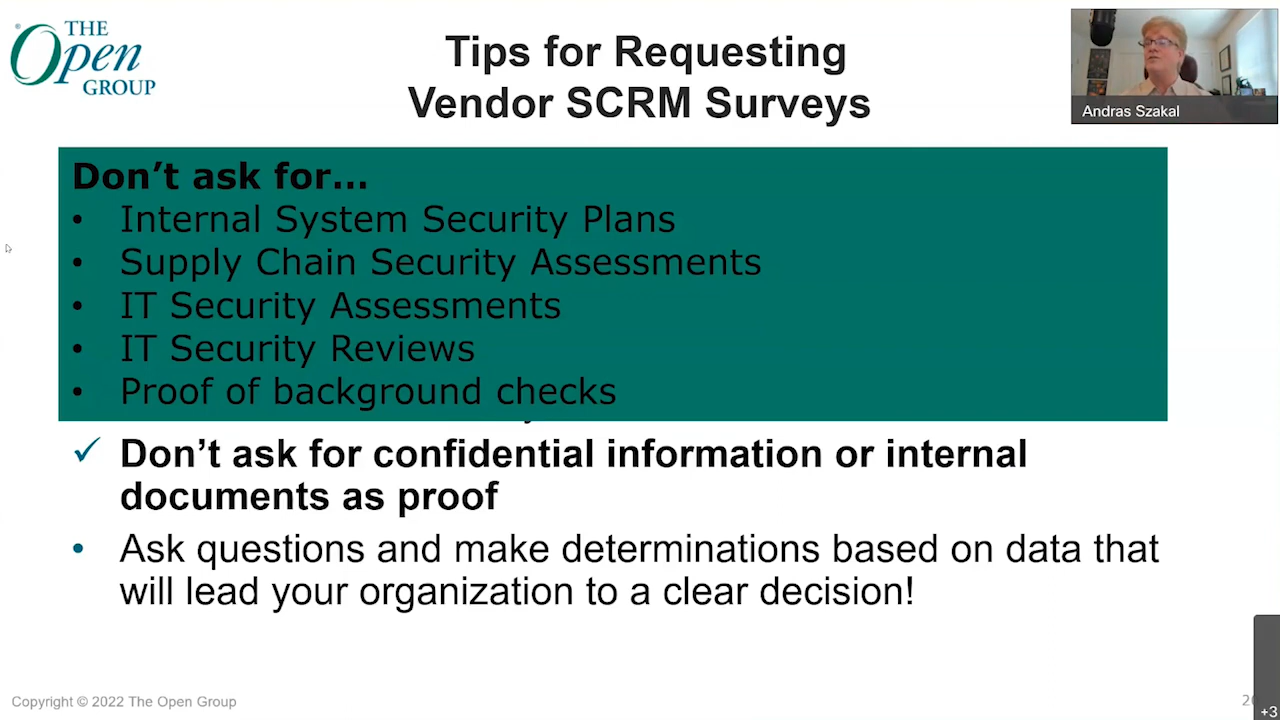 THE
Open
GROUP
®
Tips for Requesting
Vendor SCRM Surveys
Andras Szakal
Don’t ask for...
• Internal System Security Plans
• Supply Chain Security Assessments
• IT Security Assessments
• IT Security Reviews
• Proof of background checks
✓ Don’t ask for confidential information or internal
documents as proof
• Ask questions and make determinations based on data that
will lead your organization to a clear decision!
Copyright © 2022 The Open Group
+3